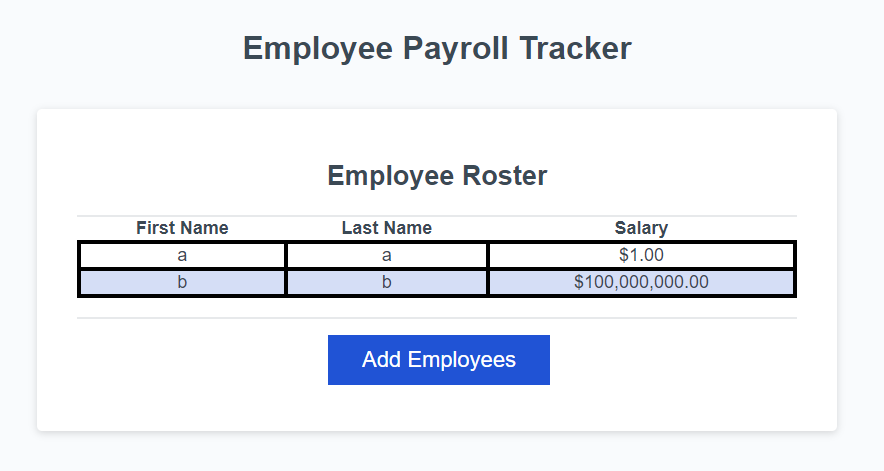 Employee Payroll Tracker
Employee Roster
First Name Last Name Salary
a a $1.00
b b $100,000,000.00
Add Employees